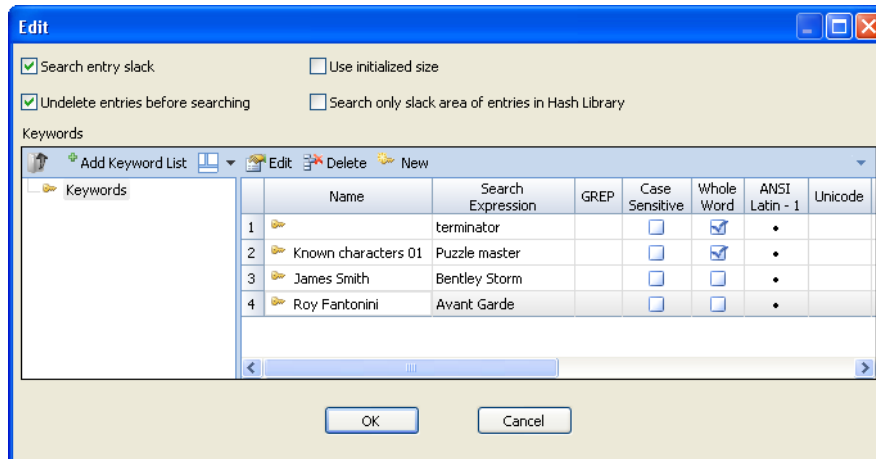 Edit
Search entry slack Use initialized size
Undelete entries before searching Search only slack area of entries in Hash Library
Keywords
Add Keyword List Edit Delete New
Keywords
Name Search Expression GREP Case Sensitive Whole Word ANSI Latin - 1 Unicode
1 terminator
2 Known characters 01 Puzzle master
3 James Smith Bentley Storm
4 Roy Fantonini Avant Garde
OK Cancel